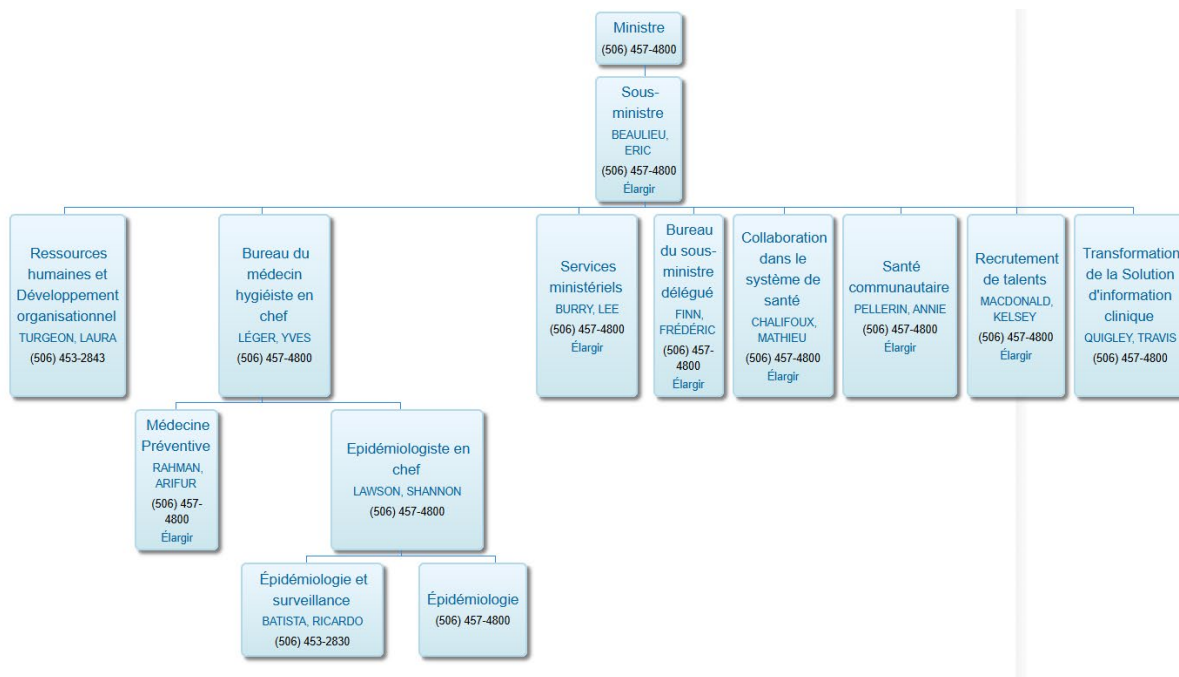 Ministre
(506) 457-4800
Sous-
ministre
BEAULIEU,
ERIC
(506) 457-4800
Élargir
Ressources
humaines et
Développement
organisationnel
TURGEON, LAURA
(506) 453-2843
Bureau du
médecin
hygiéiste en
chef
LÉGER, YVES
(506) 457-4800
Services
ministériels
BURRY, LEE
(506) 457-4800
Élargir
Bureau
du sous-
ministre
délégué
FINN,
FRÉDÉRIC
(506) 457-
4800
Élargir
Collaboration
dans le
système de
santé
CHALIFOUX,
MATHIEU
(506) 457-4800
Élargir
Santé
communautaire
PELLERIN, ANNIE
(506) 457-4800
Élargir
Recrutement
de talents
MACDONALD,
KELSEY
(506) 457-4800
Élargir
Transformation
de la Solution
d'information
clinique
QUIGLEY, TRAVIS
(506) 457-4800
Médecine
Préventive
RAHMAN,
ARIFUR
(506) 457-
4800
Élargir
Epidémiologiste en
chef
LAWSON, SHANNON
(506) 457-4800
Épidémiologie et
surveillance
BATISTA, RICARDO
(506) 453-2830
Épidémiologie
(506) 457-4800